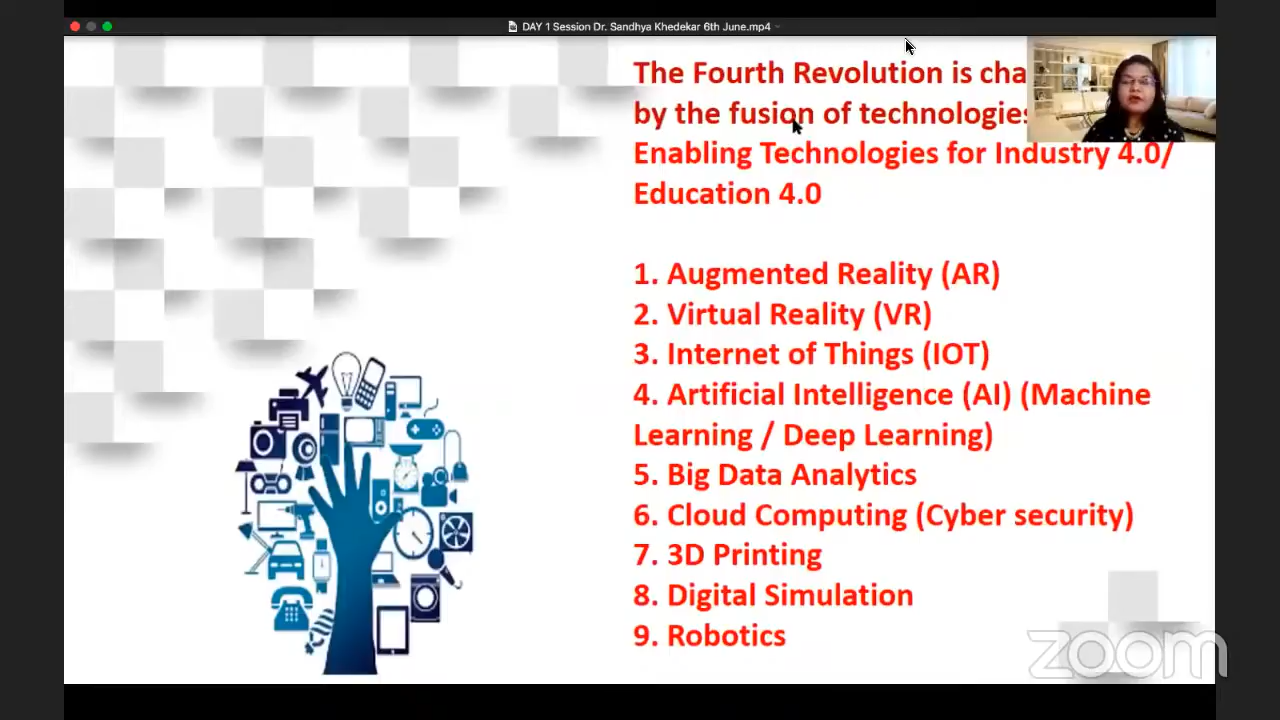 DAY 1 Session Dr. Sandhya Khedekar 6th June.mp4
The Fourth Revolution is
by the fusion of technologies
Enabling Technologies for Industry 4.0/
Education 4.0
1. Augmented Reality (AR)
2. Virtual Reality (VR)
3. Internet of Things (IOT)
4. Artificial Intelligence (AI) (Machine
Learning / Deep Learning)
5. Big Data Analytics
6. Cloud Computing (Cyber security)
7. 3D Printing
8. Digital Simulation
9. Robotics
zoom